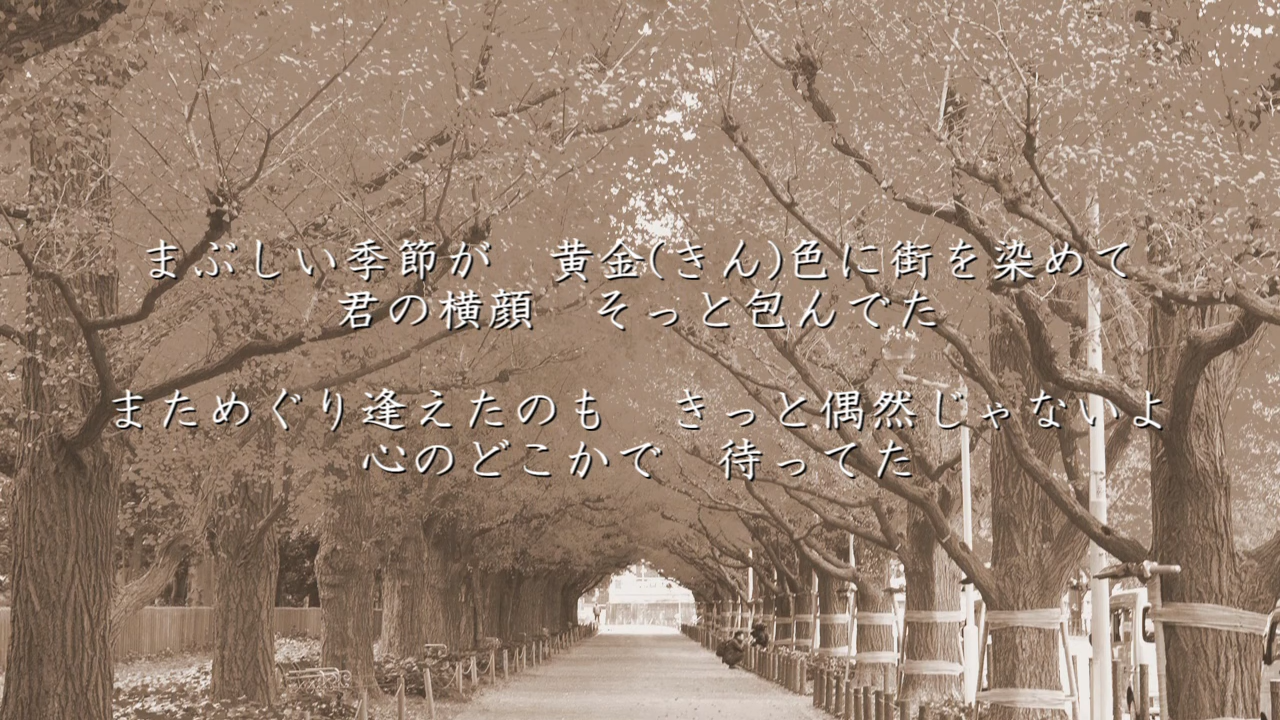 まぶしい季節が　黄金(きん)色に街を染めて
君の横顔　そっと包んでた
まためぐり逢えたのも　きっと偶然じゃないよ
心のどこかで　待ってた